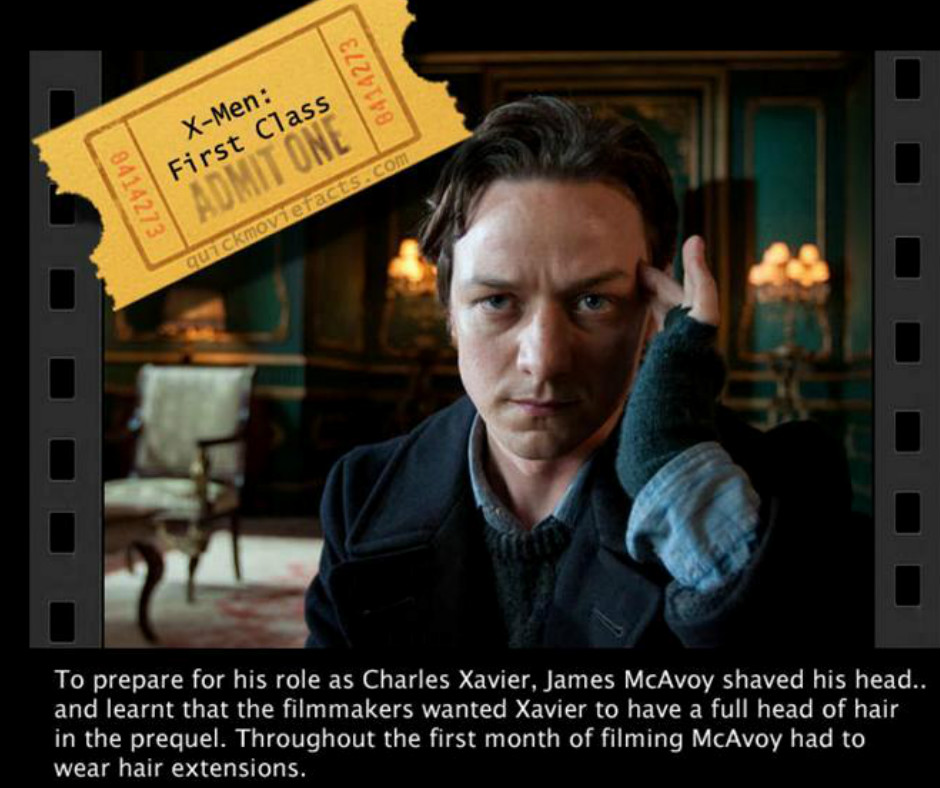 X-Men:
First Class
ADMIT ONE
0414273
0414273
quickmoviefacts.com
To prepare for his role as Charles Xavier, James McAvoy shaved his head..
and learnt that the filmmakers wanted Xavier to have a full head of hair
in the prequel. Throughout the first month of filming McAvoy had to
wear hair extensions.